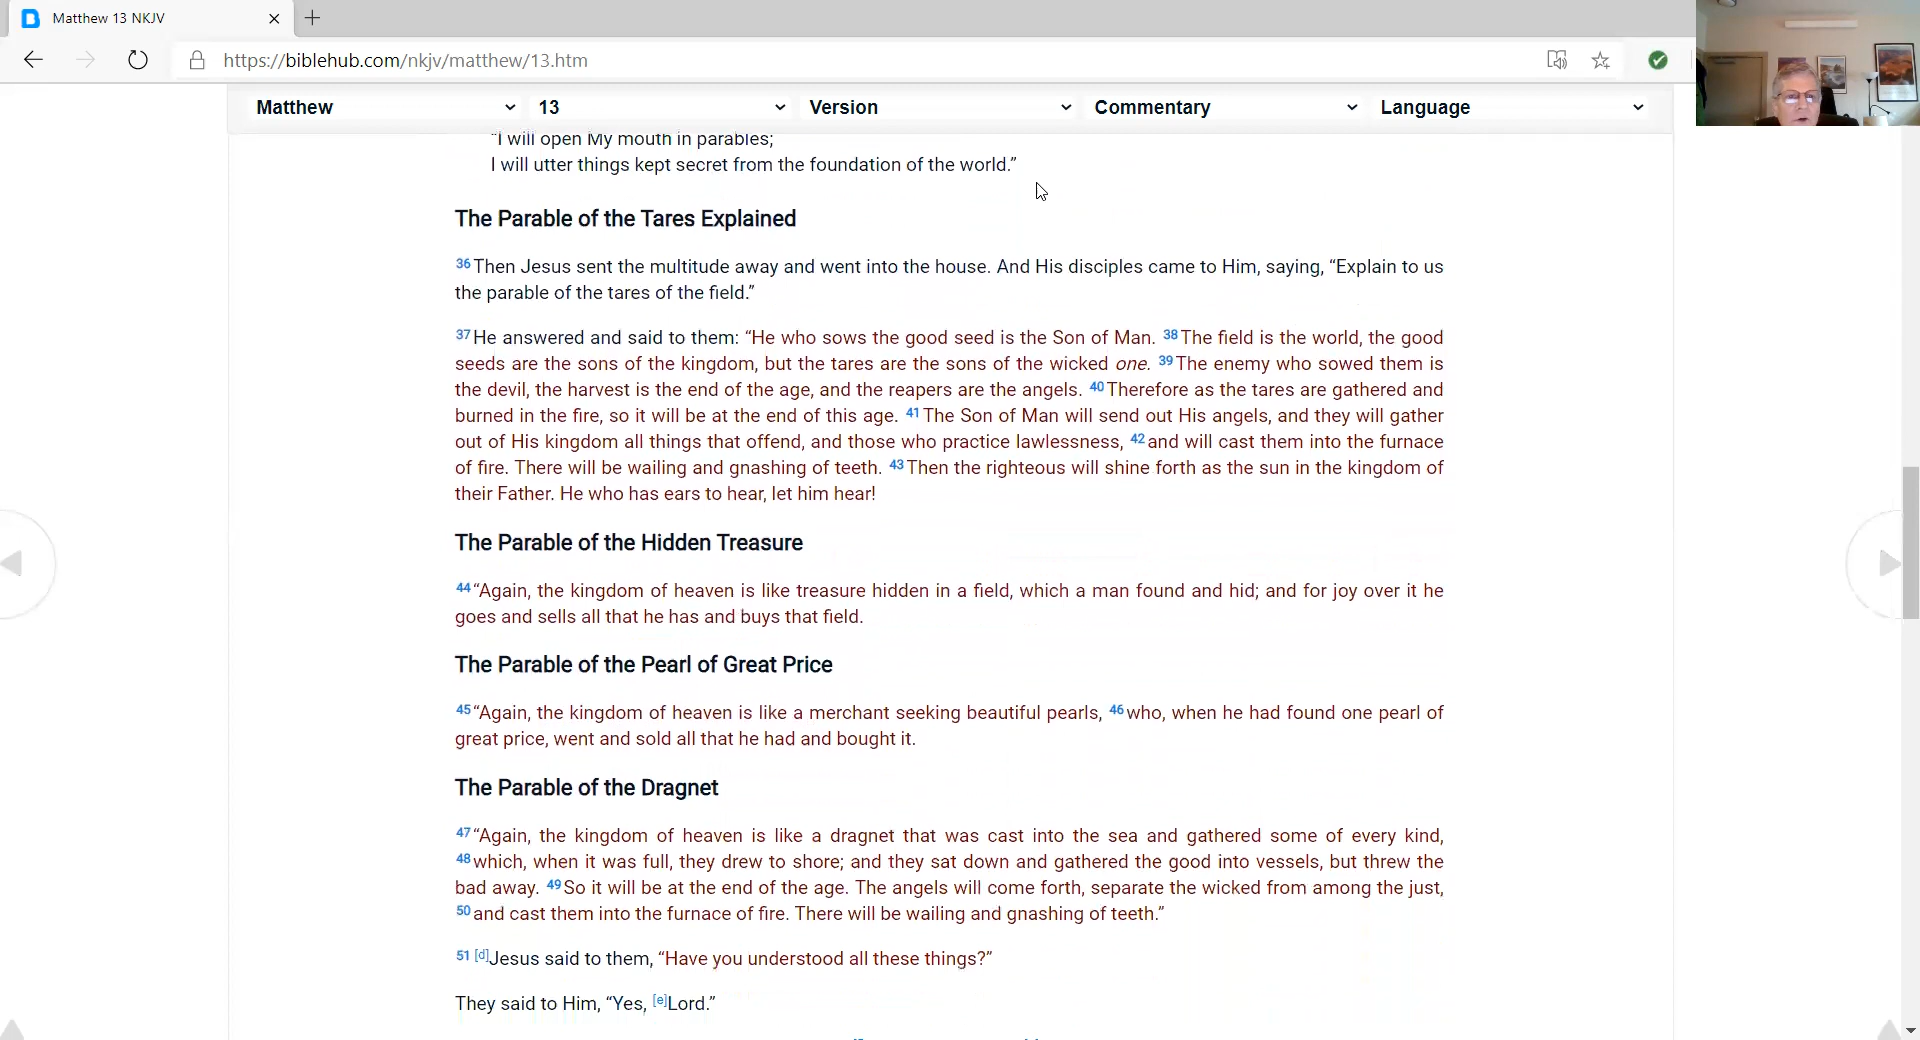 Matthew 13 NKJV
https://biblehub.com/nkjv/matthew/13.htm
Matthew 13 Version Commentary Language
“I will open My mouth in parables;
I will utter things kept secret from the foundation of the world.”
The Parable of the Tares Explained
36 Then Jesus sent the multitude away and went into the house. And His disciples came to Him, saying, “Explain to us
the parable of the tares of the field.”
37 He answered and said to them: “He who sows the good seed is the Son of Man. 38 The field is the world, the good
seeds are the sons of the kingdom, but the tares are the sons of the wicked one. 39 The enemy who sowed them is
the devil, the harvest is the end of the age, and the reapers are the angels. 40 Therefore as the tares are gathered and
burned in the fire, so it will be at the end of this age. 41 The Son of Man will send out His angels, and they will gather
out of His kingdom all things that offend, and those who practice lawlessness, 42 and will cast them into the furnace
of fire. There will be wailing and gnashing of teeth. 43 Then the righteous will shine forth as the sun in the kingdom of
their Father. He who has ears to hear, let him hear!
The Parable of the Hidden Treasure
44 “Again, the kingdom of heaven is like treasure hidden in a field, which a man found and hid; and for joy over it he
goes and sells all that he has and buys that field.
The Parable of the Pearl of Great Price
45 “Again, the kingdom of heaven is like a merchant seeking beautiful pearls, 46 who, when he had found one pearl of
great price, went and sold all that he had and bought it.
The Parable of the Dragnet
47 “Again, the kingdom of heaven is like a dragnet that was cast into the sea and gathered some of every kind,
48 which, when it was full, they drew to shore; and they sat down and gathered the good into vessels, but threw the
bad away. 49 So it will be at the end of the age. The angels will come forth, separate the wicked from among the just,
50 and cast them into the furnace of fire. There will be wailing and gnashing of teeth.”
51 [d] Jesus said to them, “Have you understood all these things?”
They said to Him, “Yes, [e] Lord.”